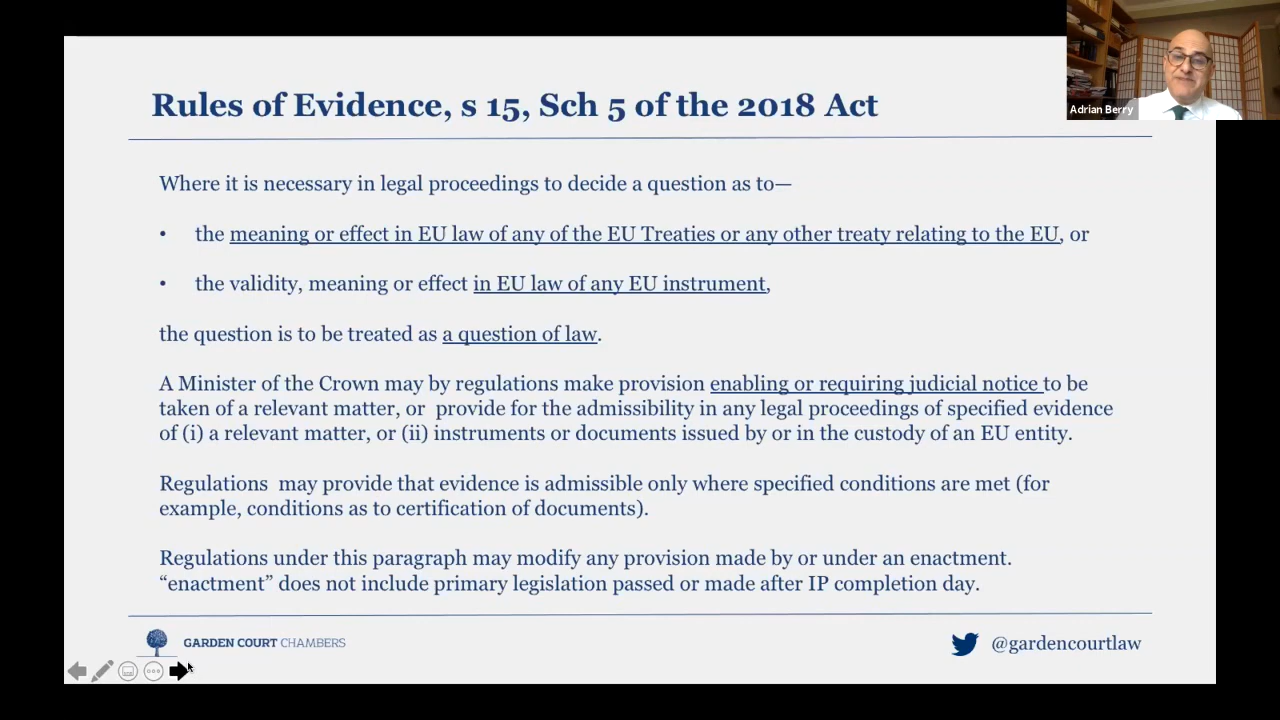 Rules of Evidence, s 15, Sch 5 of the 2018 Act
Adrian Berry
Where it is necessary in legal proceedings to decide a question as to—
• the meaning or effect in EU law of any of the EU Treaties or any other treaty relating to the EU, or
• the validity, meaning or effect in EU law of any EU instrument,
the question is to be treated as a question of law.
A Minister of the Crown may by regulations make provision enabling or requiring judicial notice to be
taken of a relevant matter, or provide for the admissibility in any legal proceedings of specified evidence
of (i) a relevant matter, or (ii) instruments or documents issued by or in the custody of an EU entity.
Regulations may provide that evidence is admissible only where specified conditions are met (for
example, conditions as to certification of documents).
Regulations under this paragraph may modify any provision made by or under an enactment.
“enactment” does not include primary legislation passed or made after IP completion day.
GARDEN COURT CHAMBERS
@gardencourtlaw